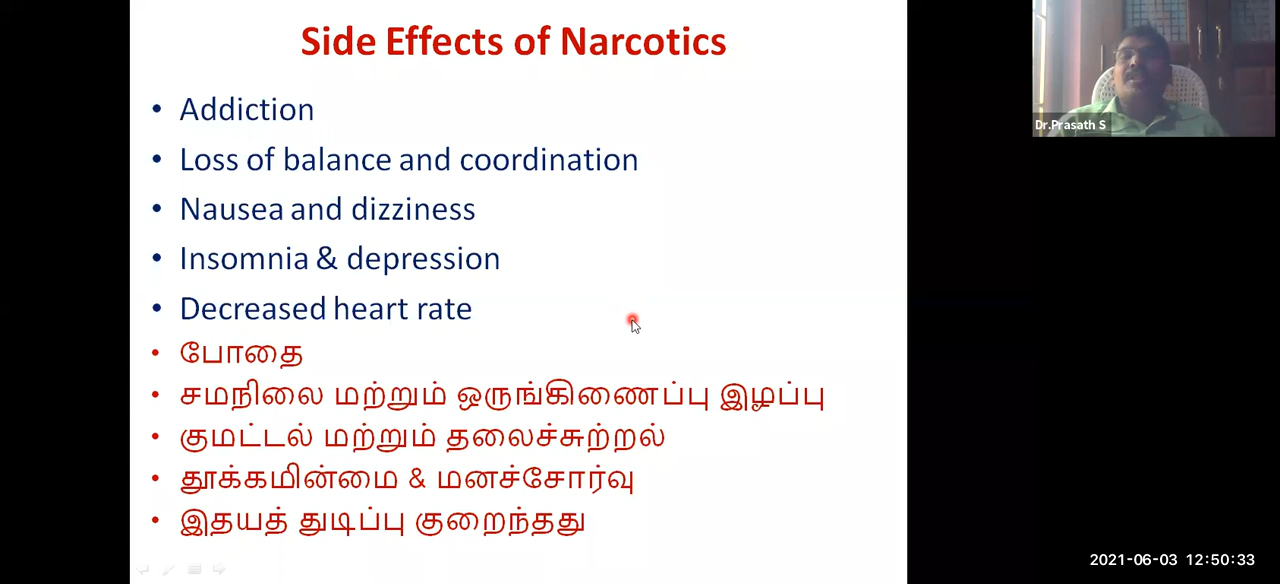 Side Effects of Narcotics
• Addiction
• Loss of balance and coordination
• Nausea and dizziness
• Insomnia & depression
• Decreased heart rate
• போதை
• சமநிலை மற்றும் ஒருங்கிணைப்பு இழப்பு
• குமட்டல் மற்றும் தலைச்சுற்றல்
• தூக்கமின்மை & மனச்சோர்வு
• இதயத் துடிப்பு குறைந்தது
Dr.Prasath S
2021-06-03 12:50:33